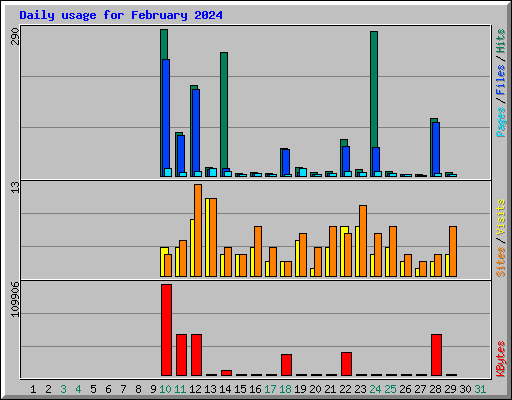 Daily usage for February 2024
290
Pages / Files / Hits
13
Sites / Visits
109906
KBytes
1 2 3 4 5 6 7 8 9 10 11 12 13 14 15 16 17 18 19 20 21 22 23 24 25 26 27 28 29 30 31